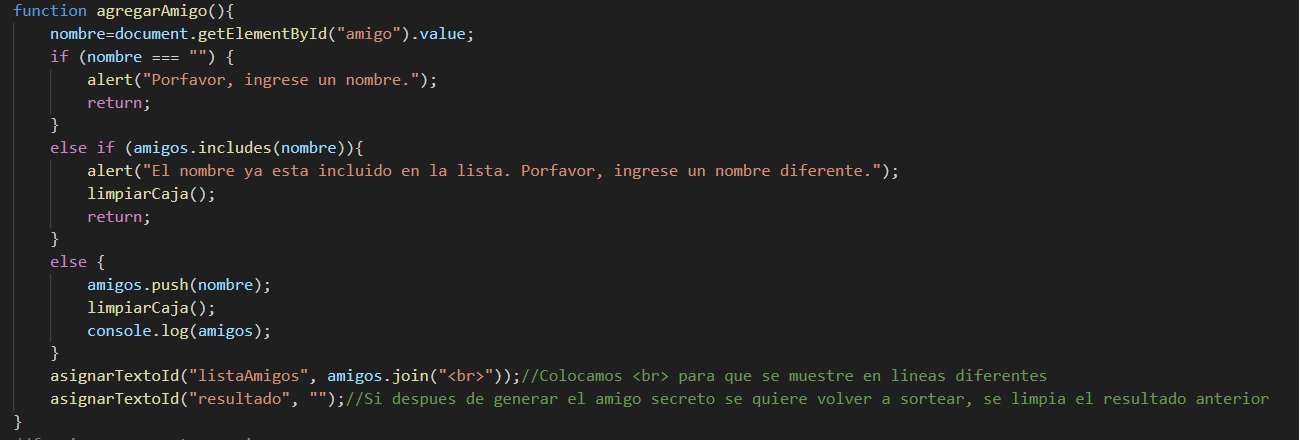 function agregarAmigo(){
    nombre=document.getElementById("amigo").value;
    if (nombre === "") {
        alert("Porfavor, ingrese un nombre.");
        return;
    }
    else if (amigos.includes(nombre)){
        alert("El nombre ya esta incluido en la lista. Porfavor, ingrese un nombre diferente.");
        limpiarCaja();
        return;
    }
    else {
        amigos.push(nombre);
        limpiarCaja();
        console.log(amigos);
    }
    asignarTextoId("listaAmigos", amigos.join("<br>"));//Colocamos <br> para que se muestre en lineas diferentes
    asignarTextoId("resultado", "");//Si despues de generar el amigo secreto se quiere volver a sortear, se limpia el resultado anterior
}